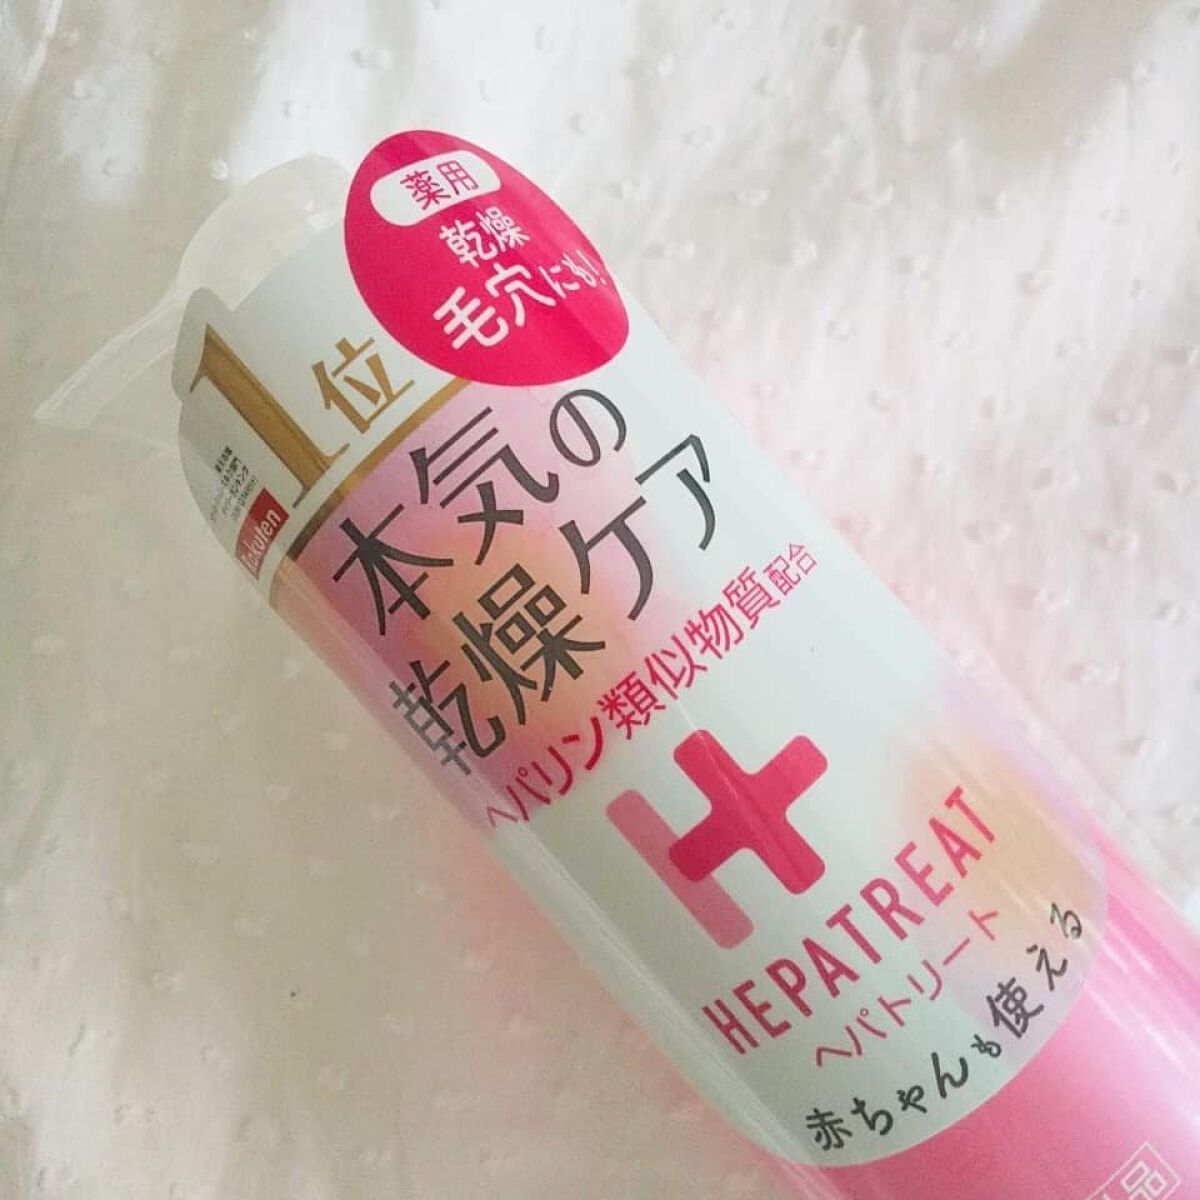 薬用
乾燥
毛穴にも!
1位
Rakuten
本気の
乾燥ケア
ヘパリン類似物質配合
HEPATREAT
ヘパトリート
赤ちゃんも使える
品